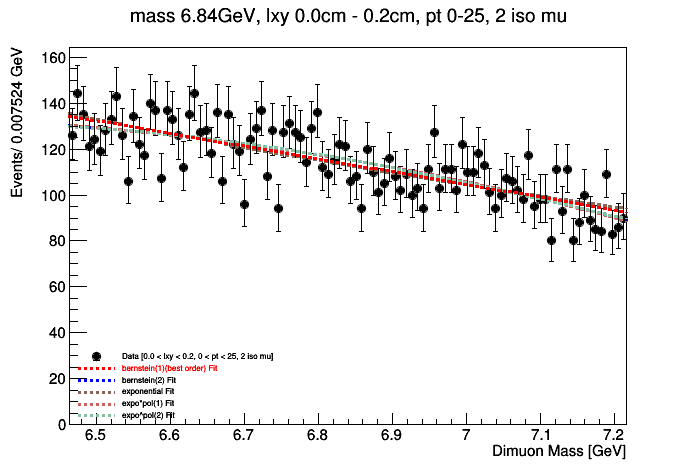 mass 6.84GeV, lxy 0.0cm - 0.2cm, pt 0-25, 2 iso mu
Events/ 0.007524 GeV
160
140
120
100
80
60
40
20
0
Data [0.0 < lxy < 0.2, 0 < pt < 25, 2 iso mu]
bernstein(1)(best order) Fit
bernstein(2) Fit
exponential Fit
expo*pol(1) Fit
expo*pol(2) Fit
6.5 6.6 6.7 6.8 6.9 7 7.1 7.2
Dimuon Mass [GeV]